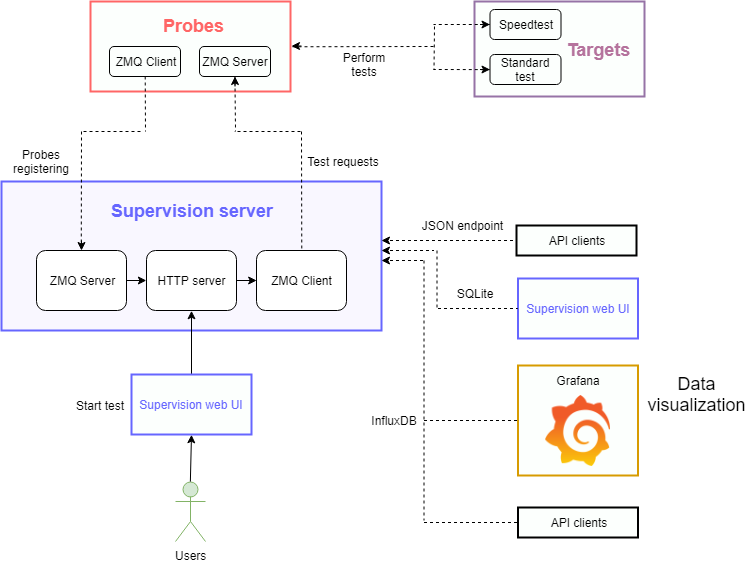 Probes
ZMQ Client
ZMQ Server
Perform
tests
Speedtest
Standard
test
Targets
Probes
registering
Test requests
Supervision server
ZMQ Server
HTTP server
ZMQ Client
JSON endpoint
API clients
SQLite
Supervision web UI
Start test
Supervision web UI
InfluxDB
Grafana
Data
visualization
API clients
Users